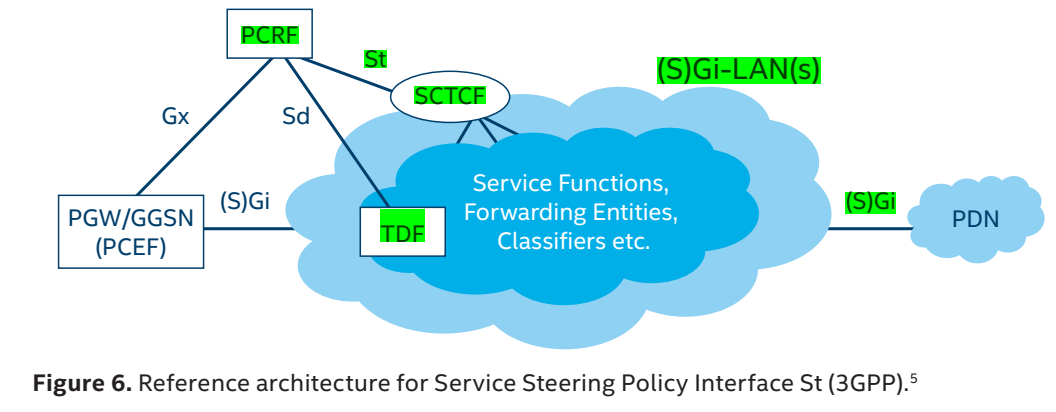 PCRF
St
(S)Gi-LAN(s)
SCTCF
Gx
Sd
Service Functions,
Forwarding Entities,
Classifiers etc.
(S)Gi
(S)Gi
PGW/GGSN
(PCEF)
TDF
PDN
Figure 6. Reference architecture for Service Steering Policy Interface St (3GPP).⁵